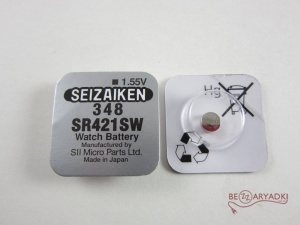 1.55V
SEIZAIKEN
348
SR421SW
Watch Battery
Manufactured by
SII Micro Parts Ltd.
Made in Japan
Hg
BEZZARYADKI